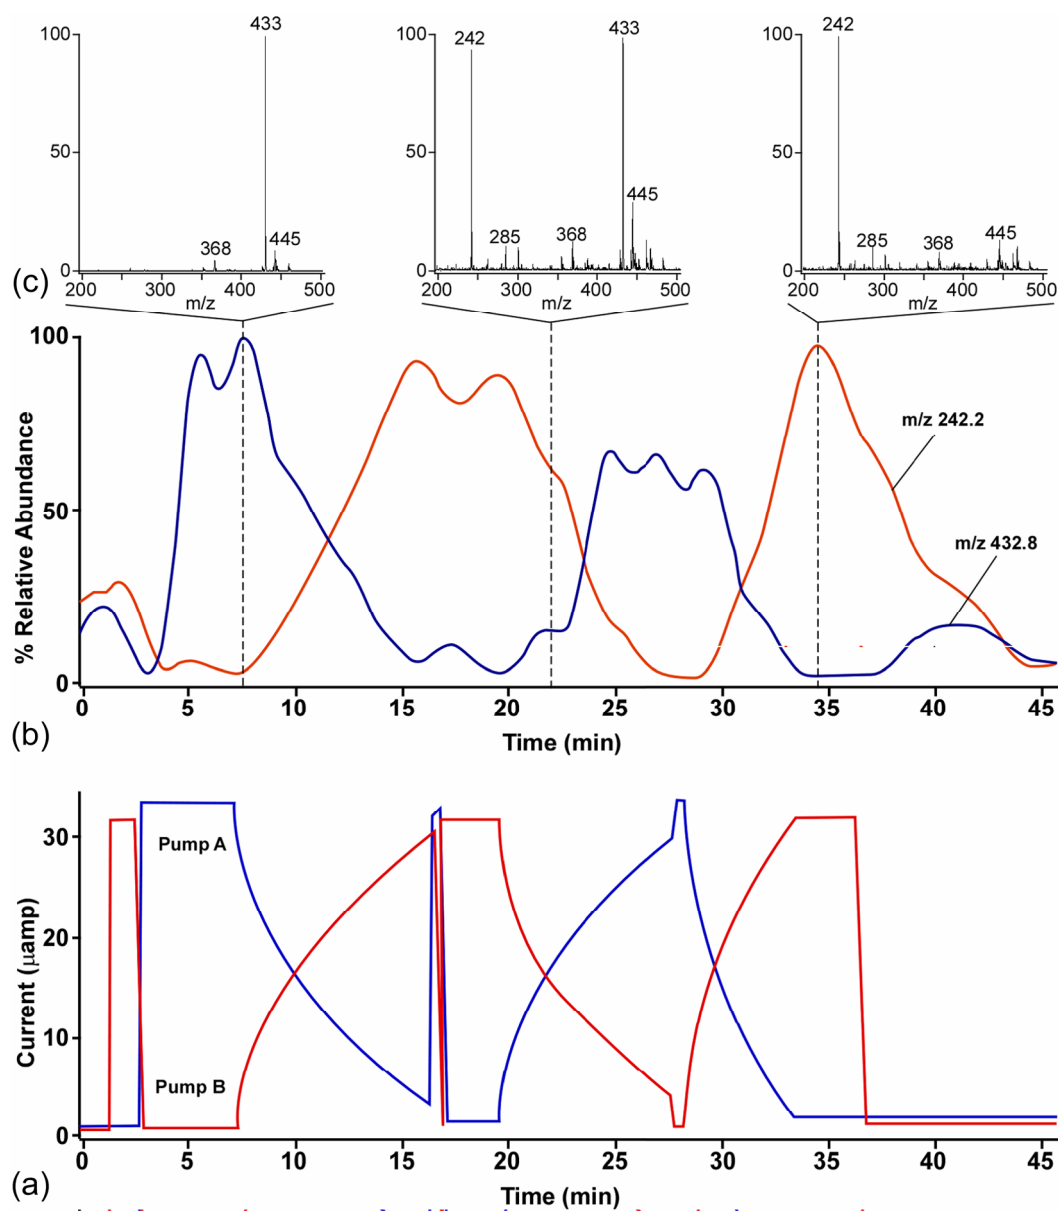 433
100
50
0
368
445
200
300
400
500
m/z
(c)
433
100
242
50
445
285
368
0
200
300
400
500
m/z
242
100
50
285
368
445
0
200
300
400
500
m/z
100
50
0
% Relative Abundance
m/z 242.2
m/z 432.8
0 5 10 15 20 25 30 35 40 45
(b)
Time (min)
30
20
10
0
Current (μamp)
Pump A
Pump B
0 5 10 15 20 25 30 35 40 45
(a)
Time (min)